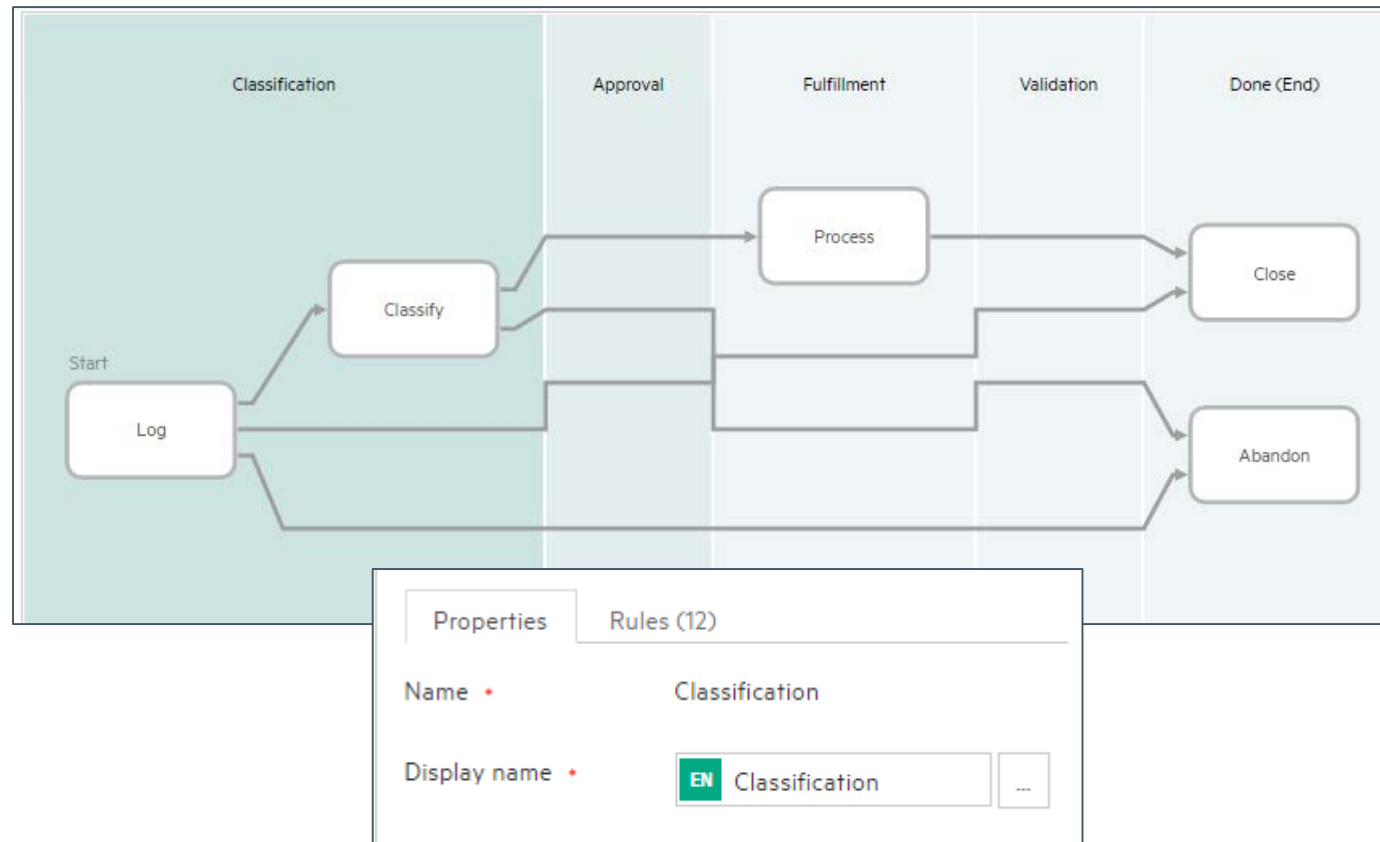 Classification
Approval
Fulfillment
Validation
Done (End)
Process
Close
Classify
Start
Log
Abandon
Properties
Rules (12)
Name *
Classification
Display name *
EN Classification
...